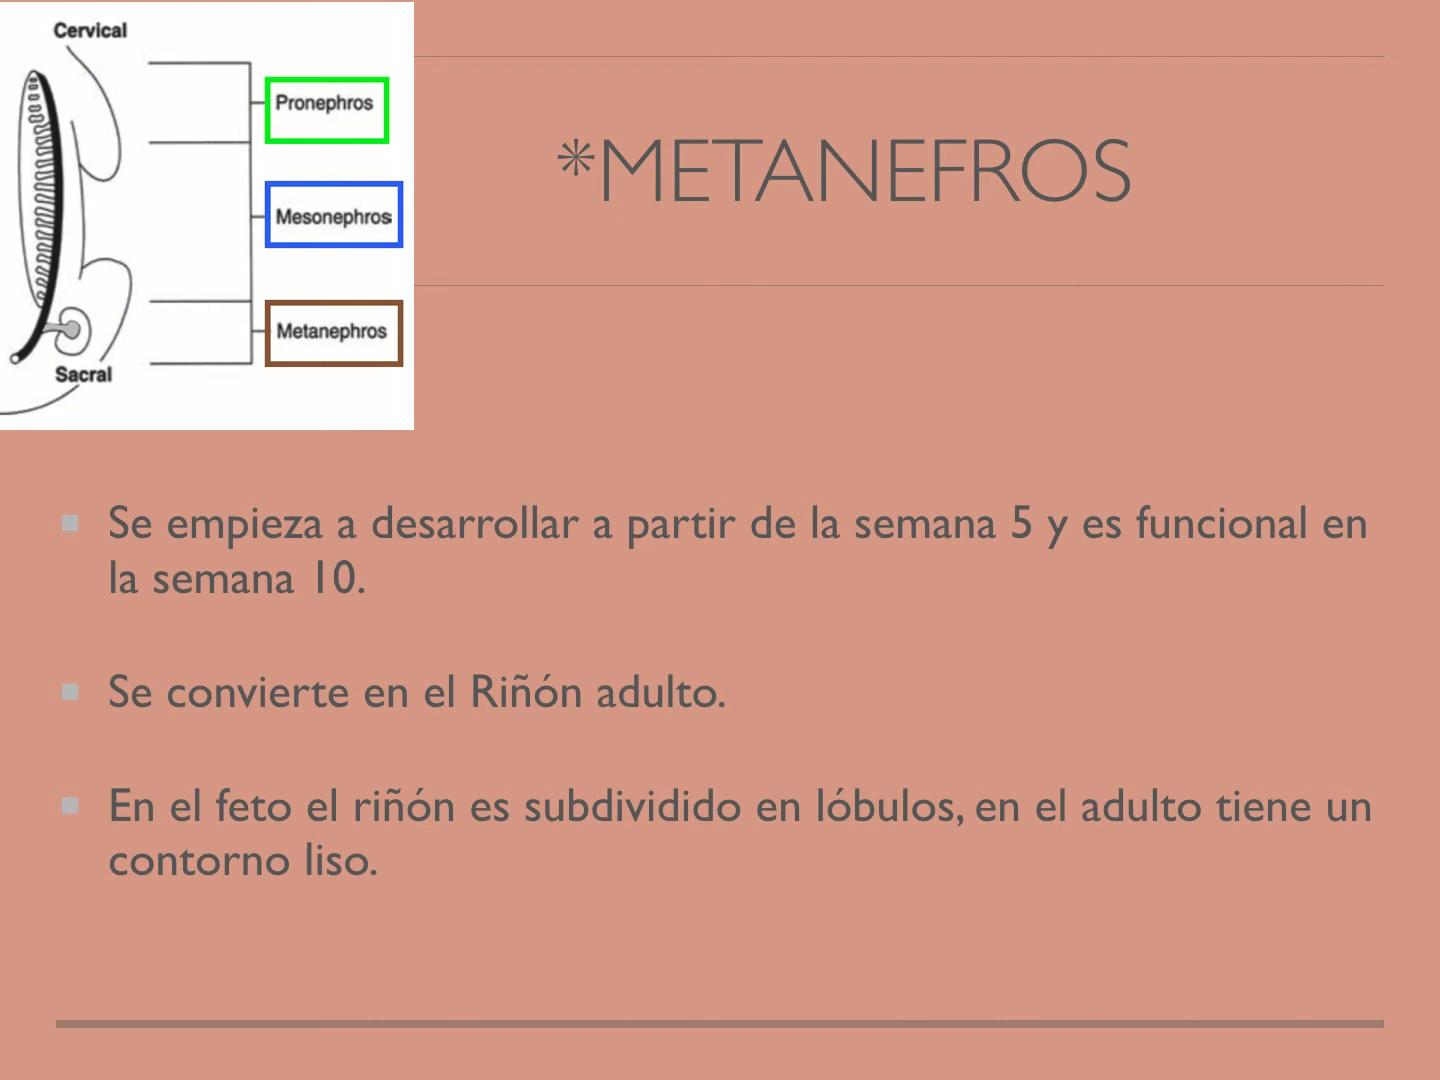 Cervical
Pronephros
Mesonephros
Metanephros
Sacral
*METANEFROS
Se empieza a desarrollar a partir de la semana 5 y es funcional en
la semana 10.
Se convierte en el Riñón adulto.
En el feto el riñón es subdividido en lóbulos, en el adulto tiene un
contorno liso.